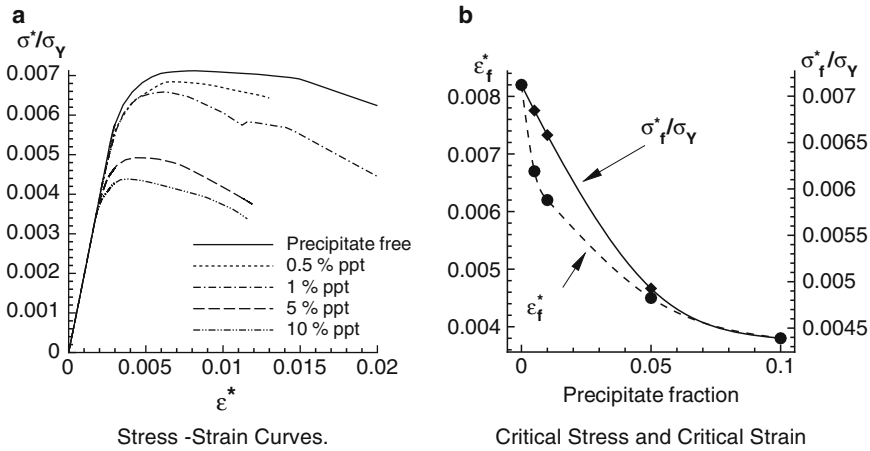 a
σ*/σY
0.007
0.006
0.005
0.004
0.003
0.002
0.001
0
0
0.005
0.01
0.015
0.02
ε*
Precipitate free
0.5 % ppt
1 % ppt
5 % ppt
10 % ppt
Stress -Strain Curves.
b
ε*f
0.008
0.007
0.006
0.005
0.004
σ*f/σY
0.007
0.0065
0.006
0.0055
0.005
0.0045
σ*f/σY
ε*f
0
0.05
0.1
Precipitate fraction
Critical Stress and Critical Strain